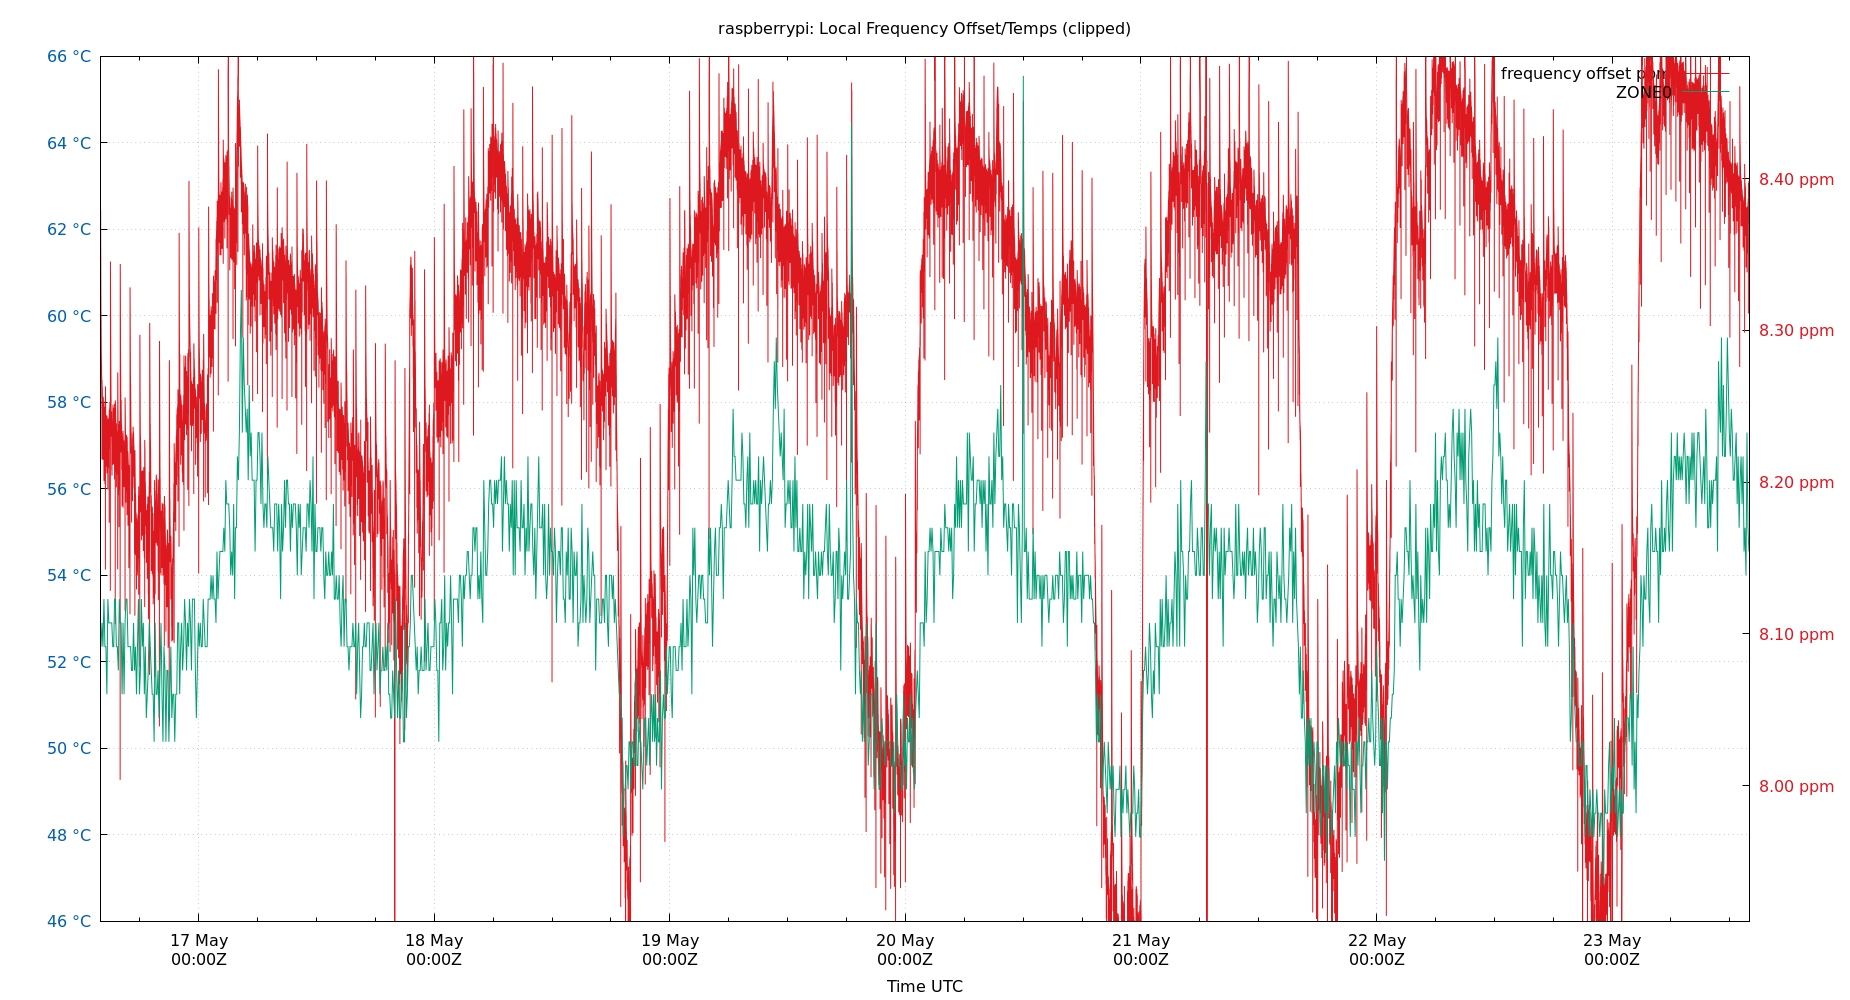 raspberrypi: Local Frequency Offset/Temps (clipped)
66 °C
64 °C
62 °C
60 °C
58 °C
56 °C
54 °C
52 °C
50 °C
48 °C
46 °C
frequency offset ppm
ZONE0
8.40 ppm
8.30 ppm
8.20 ppm
8.10 ppm
8.00 ppm
17 May 18 May 19 May 20 May 21 May 22 May 23 May
00:00Z 00:00Z 00:00Z 00:00Z 00:00Z 00:00Z 00:00Z
Time UTC